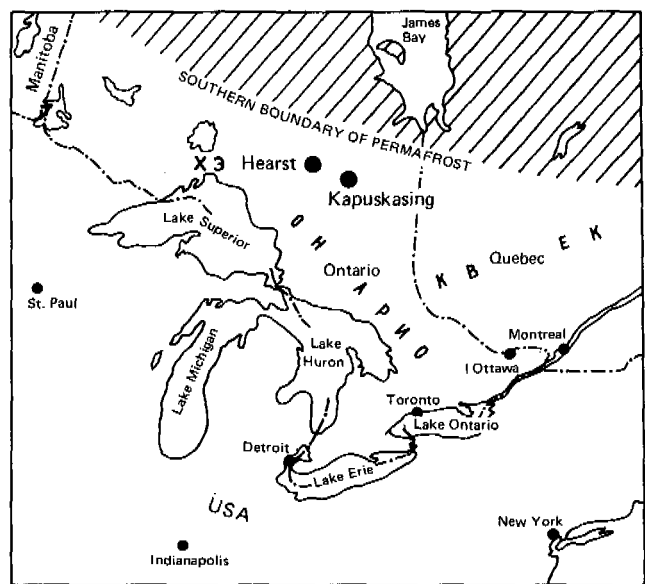 James
Bay
Manitoba
SOUTHERN BOUNDARY OF PERMAFROST
X 3 Hearst
Kapuskasing
Lake Superior
О Н А Р И О
Ontario
К В Quebec Е К
St. Paul
Lake Michigan
Lake
Huron
Montreal
I Ottawa
Toronto
Lake Ontario
Detroit
Lake Erie
USA
New York
Indianapolis